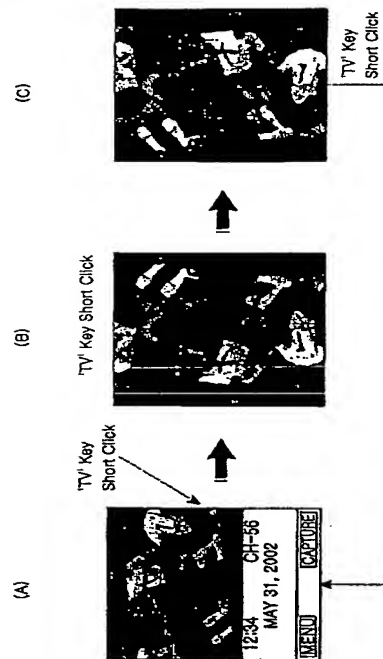 (A)
(B)
(C)
'TV' Key
Short Click
'TV' Key Short Click
'TV' Key
Short Click
12:34 CH-56
MAY 31, 2002
[MENU] [CAPTURE]